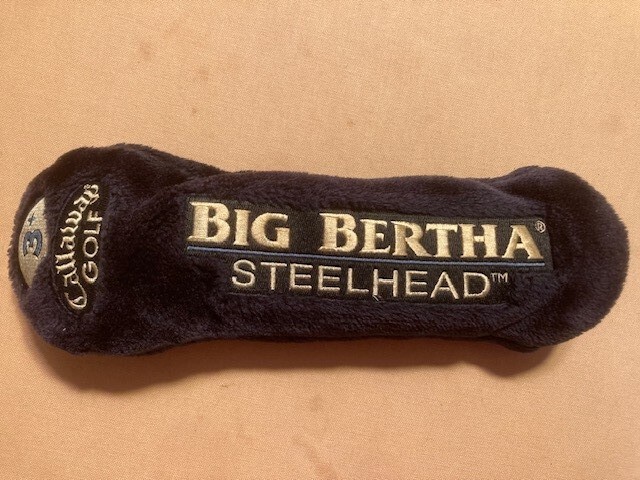 3+
Callaway
GOLF
BIG BERTHA®
STEELHEAD™